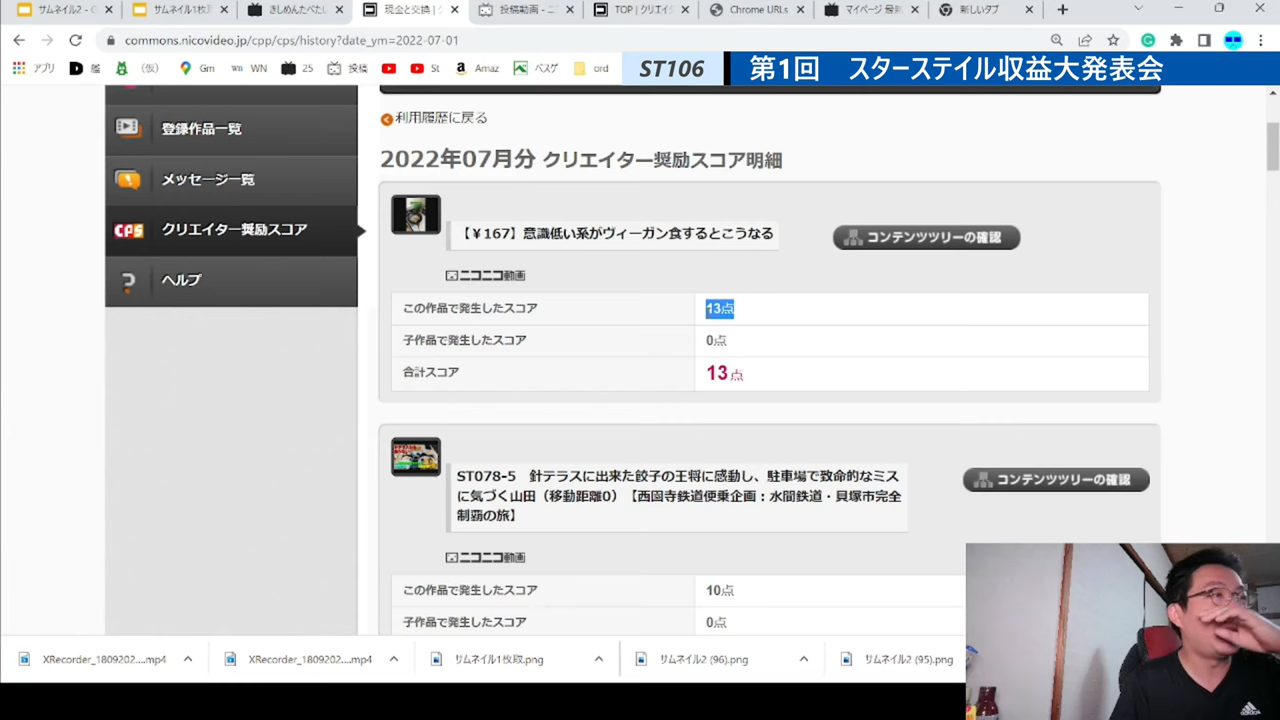 サムネイル2 - G
サムネイル1枚
きしめんたべたい
現金と交換 | ク
投稿動画 - ニ
TOP | クリエイ
Chrome URLs
マイページ 最新
新しいタブ
commons.nicovideo.jp/cpp/cps/history?date_ym=2022-07-01
アプリ
艦
(仮)
Gm
WN
25
投稿
St
Amaz
ベスゲ
ord
ST106
第1回 スターステイル収益大発表会
利用履歴に戻る
登録作品一覧
メッセージ一覧
CPS クリエイター奨励スコア
ヘルプ
2022年07月分 クリエイター奨励スコア明細
【￥167】意識低い系がヴィーガン食するとこうなる
コンテンツツリーの確認
ニコニコ動画
この作品で発生したスコア 13点
子作品で発生したスコア 0点
合計スコア 13点
ST078-5 針テラスに出来た餃子の王将に感動し、駐車場で致命的なミス
に気づく山田（移動距離0）【西園寺鉄道便乗企画：水間鉄道・貝塚市完全
制覇の旅】
コンテンツツリーの確認
ニコニコ動画
この作品で発生したスコア 10点
子作品で発生したスコア 0点
XRecorder_1809202....mp4
XRecorder_1809202....mp4
サムネイル1枚取.png
サムネイル2 (96).png
サムネイル2 (95).png
adidas